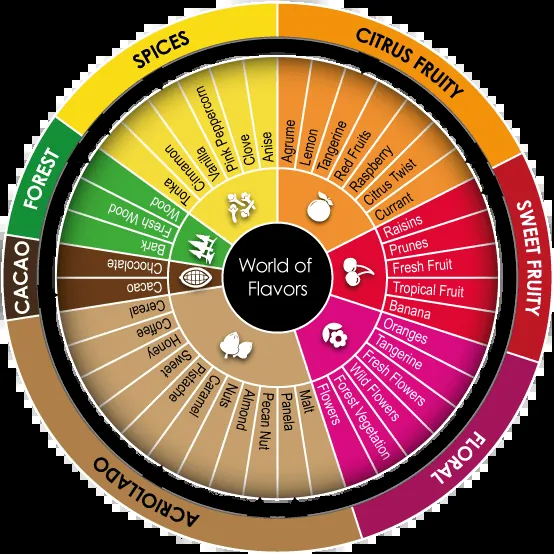 World of
Flavors
SPICES
Tonka
Cinnamon
Vanilla
Pink Peppercorn
Clove
Anise
CITRUS FRUITY
Agrume
Lemon
Tangerine
Red Fruits
Raspberry
Citrus Twist
Currant
SWEET FRUITY
Raisins
Prunes
Fresh Fruit
Tropical Fruit
Banana
FLORAL
Oranges
Tangerine
Fresh Flowers
Wild Flowers
Forest Vegetation
Flowers
ACRIOLLADO
Malt
Panela
Pecan Nut
Almond
Nuts
Caramel
Pistache
Sweet
Honey
Coffee
Cereal
CACAO
Cacao
Chocolate
FOREST
Bark
Fresh Wood
Wood